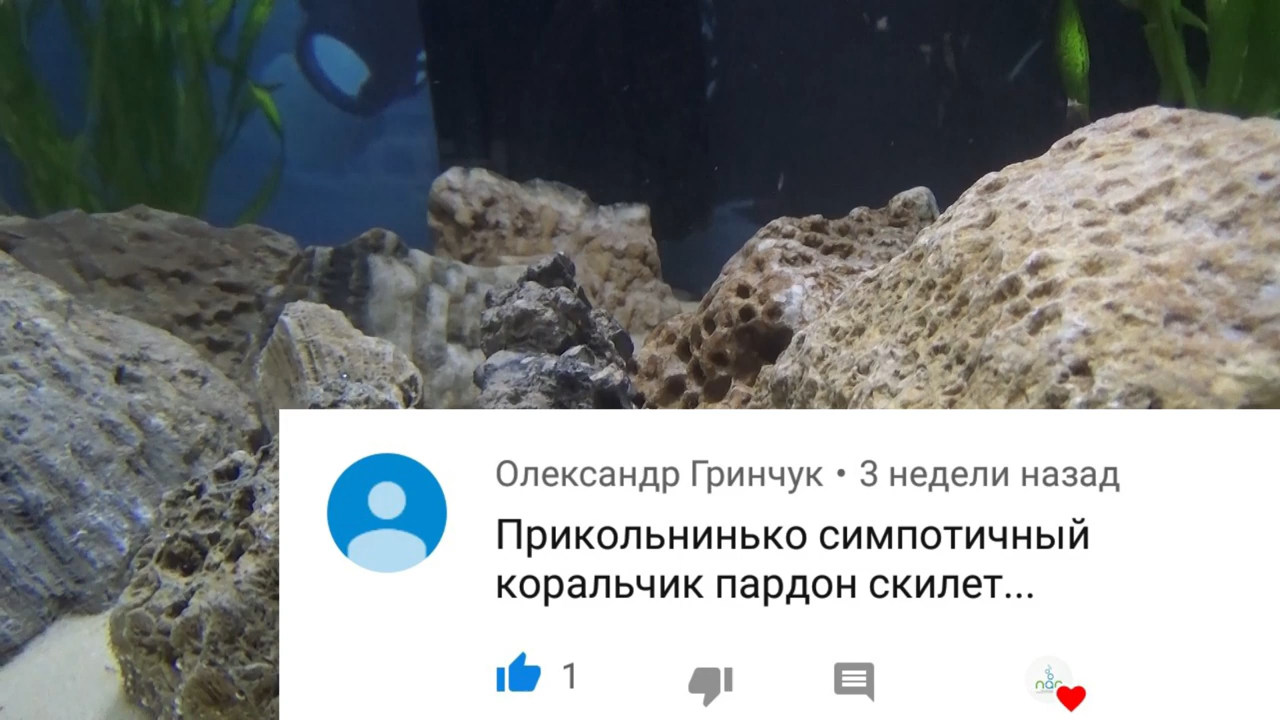 Олександр Гринчук • 3 недели назад
Прикольнинько симпотичный
коральчик пардон скилет...
1